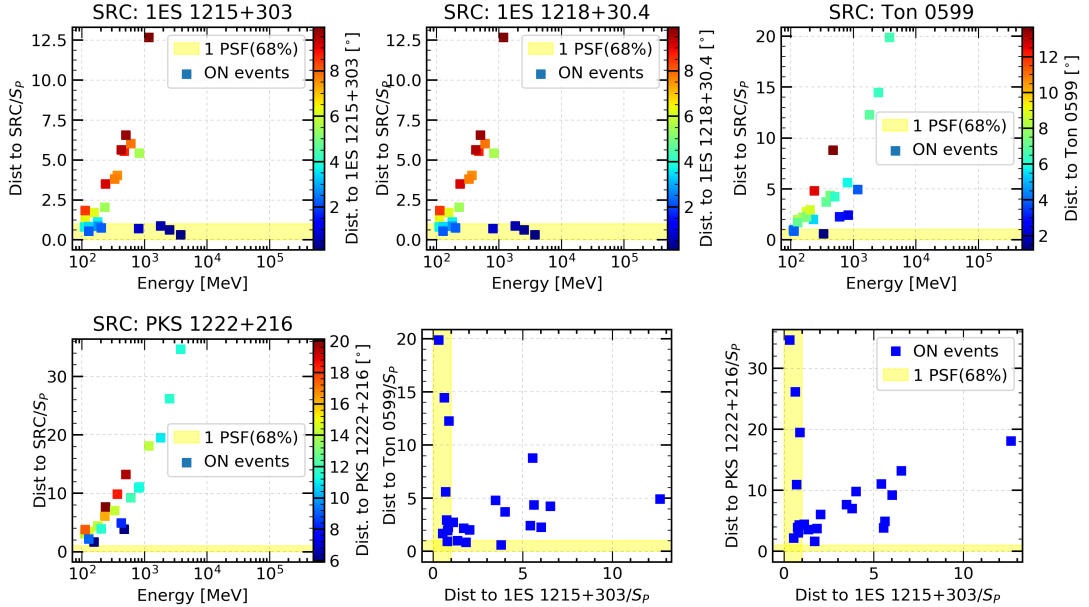 SRC: 1ES 1215+303
12.5
10.0
7.5
5.0
2.5
0.0
Dist to SRC/S_P
10^2
10^3
10^4
10^5
Energy [MeV]
1 PSF(68%)
ON events
8
6
4
2
Dist. to 1ES 1215+303 [°]
SRC: 1ES 1218+30.4
12.5
10.0
7.5
5.0
2.5
0.0
Dist to SRC/S_P
10^2
10^3
10^4
10^5
Energy [MeV]
1 PSF(68%)
ON events
8
6
4
2
Dist. to 1ES 1218+30.4 [°]
SRC: Ton 0599
20
15
10
5
0
Dist to SRC/S_P
10^2
10^3
10^4
10^5
Energy [MeV]
1 PSF(68%)
ON events
12
10
8
6
4
2
Dist. to Ton 0599 [°]
SRC: PKS 1222+216
30
20
10
0
Dist to SRC/S_P
10^2
10^3
10^4
10^5
Energy [MeV]
1 PSF(68%)
ON events
20
18
16
14
12
10
8
6
Dist. to PKS 1222+216 [°]
20
15
10
5
0
Dist to Ton 0599/S_P
0
5
10
Dist to 1ES 1215+303/S_P
30
20
10
0
Dist to PKS 1222+216/S_P
0
5
10
Dist to 1ES 1215+303/S_P
ON events
1 PSF(68%)